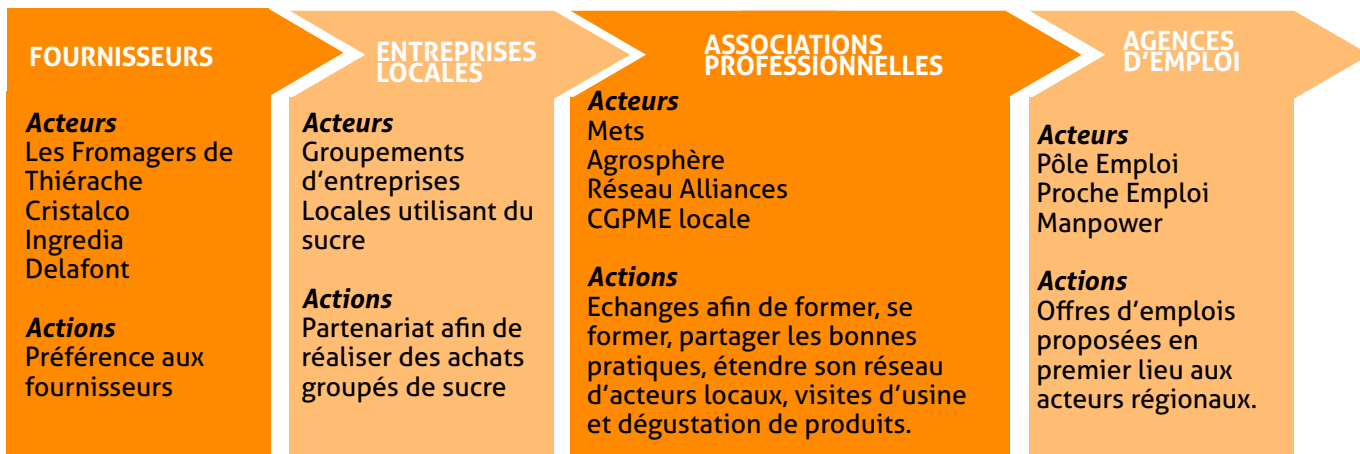 FOURNISSEURS
Acteurs
Les Fromagers de
Thiérache
Cristalco
Ingredia
Delafont
Actions
Préférence aux
fournisseurs
ENTREPRISES
LOCALES
Acteurs
Groupements
d’entreprises
Locales utilisant du
sucre
Actions
Partenariat afin de
réaliser des achats
groupés de sucre
ASSOCIATIONS
PROFESSIONNELLES
Acteurs
Mets
Agrosphère
Réseau Alliances
CGPME locale
Actions
Echanges afin de former, se
former, partager les bonnes
pratiques, étendre son réseau
d’acteurs locaux, visites d’usine
et dégustation de produits.
AGENCES
D’EMPLOI
Acteurs
Pôle Emploi
Proche Emploi
Manpower
Actions
Offres d’emplois
proposées en
premier lieu aux
acteurs régionaux.